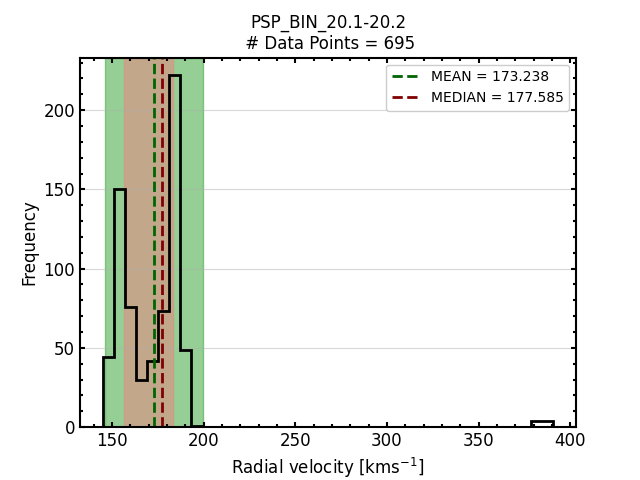 PSP_BIN_20.1-20.2
# Data Points = 695
MEAN = 173.238
MEDIAN = 177.585
Frequency
200
150
100
50
0
150 200 250 300 350 400
Radial velocity [kms⁻¹]